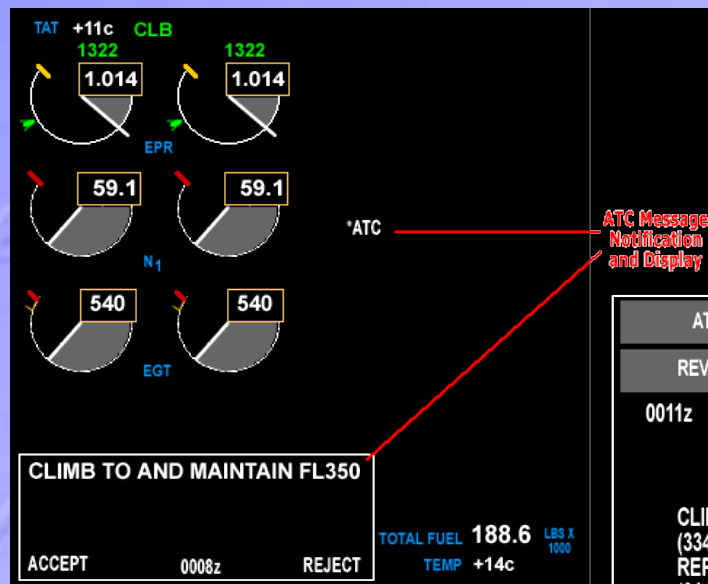 TAT +11c CLB
1322 1322
1.014 1.014
EPR
59.1 59.1
*ATC
N1
540 540
EGT
ATC Message
Notification
and Display
REV
0011z
CLIMB TO AND MAINTAIN FL350
ACCEPT 0008z REJECT
TOTAL FUEL 188.6 LBS X
1000
TEMP +14c
(334